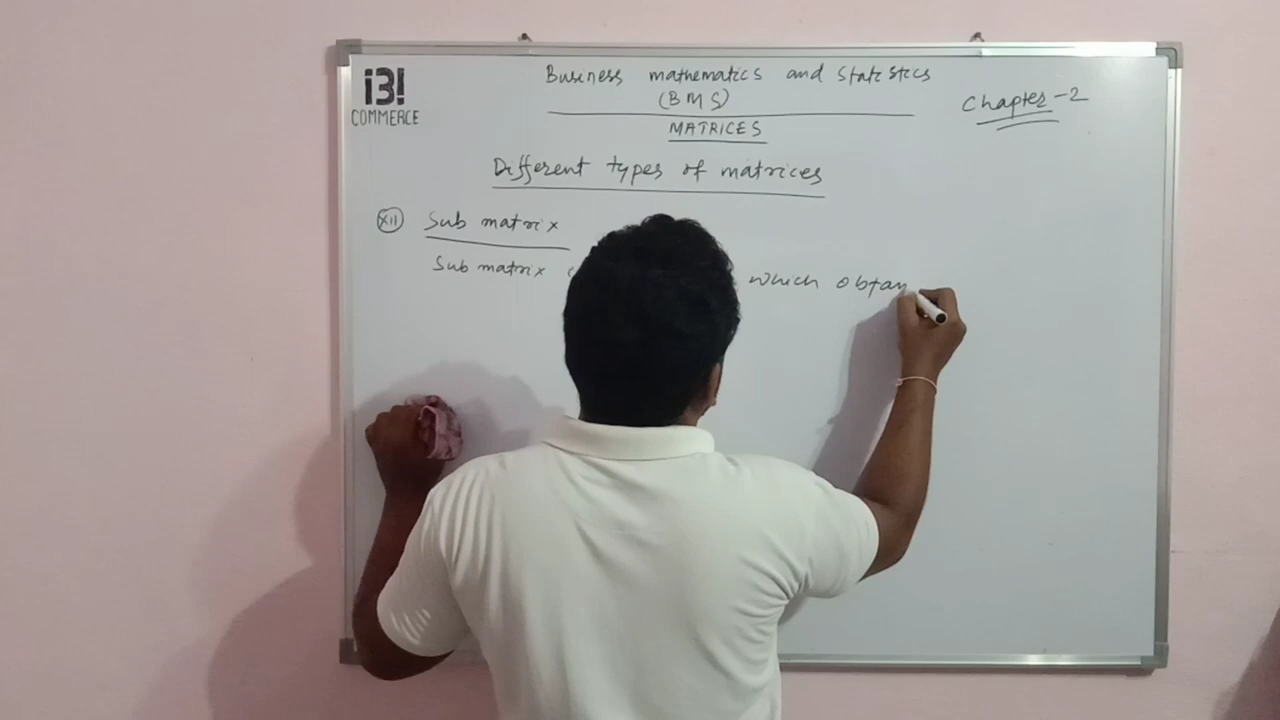 i3!
COMMERCE
Business mathematics and statistics
(BMS)
Chapter-2
MATRICES
Different types of matrices
XII Sub matrix
Sub matrix which obtan